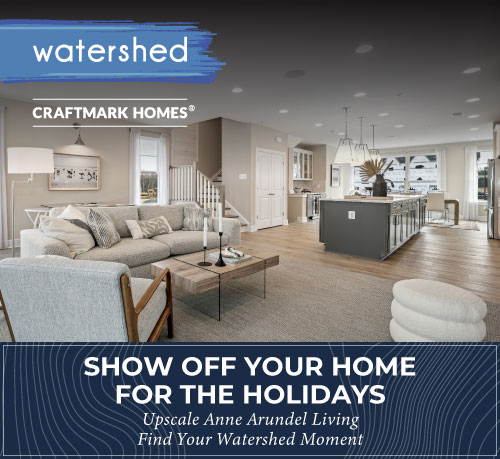 watershed
CRAFTMARK HOMES®
SHOW OFF YOUR HOME
FOR THE HOLIDAYS
Upscale Anne Arundel Living
Find Your Watershed Moment